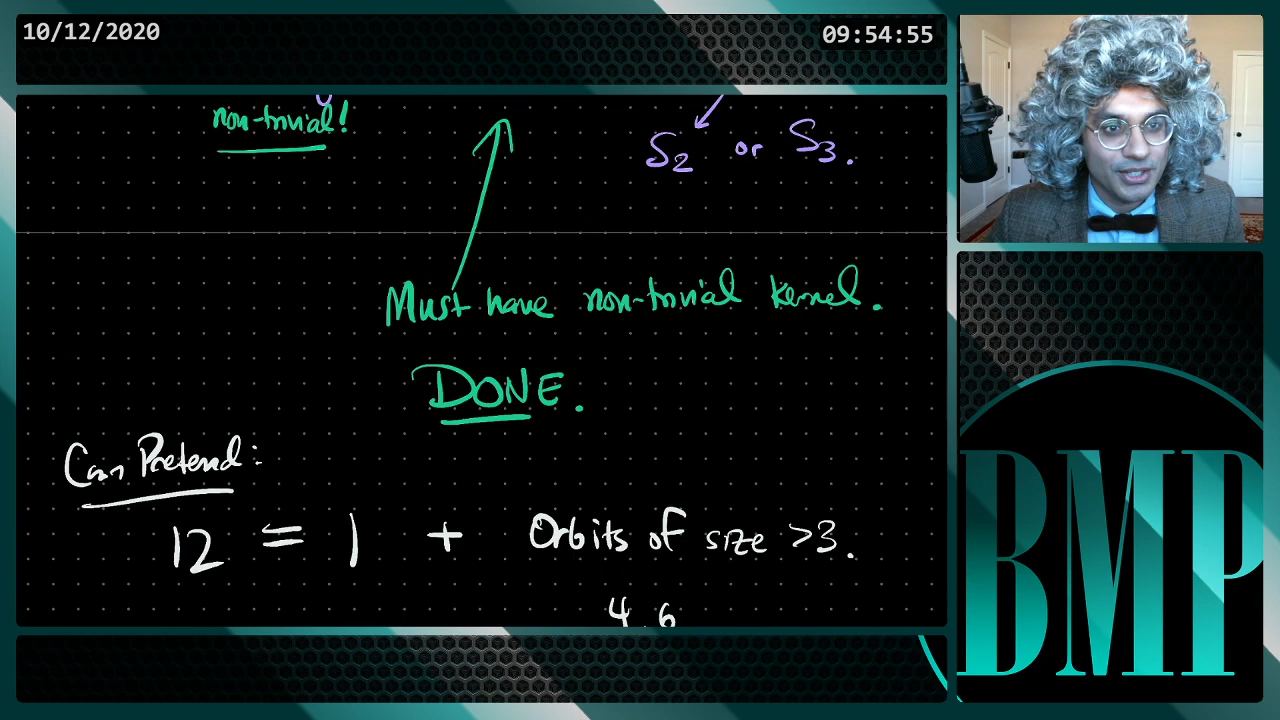 10/12/2020
09:54:55
non-trivial!
S2 or S3.
Must have non-trivial kernel.
DONE.
Can Pretend:
12 = 1 + Orbits of size >3.
4, 6
BMP